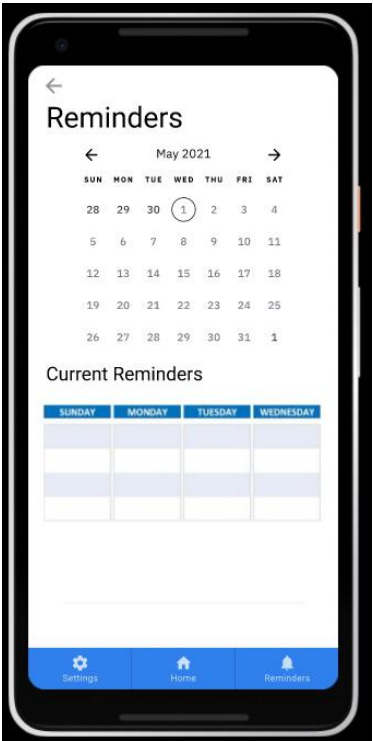 Reminders
May 2021
SUN MON TUE WED THU FRI SAT
28 29 30 1 2 3 4
5 6 7 8 9 10 11
12 13 14 15 16 17 18
19 20 21 22 23 24 25
26 27 28 29 30 31 1
Current Reminders
SUNDAY MONDAY TUESDAY WEDNESDAY
Settings Home Reminders